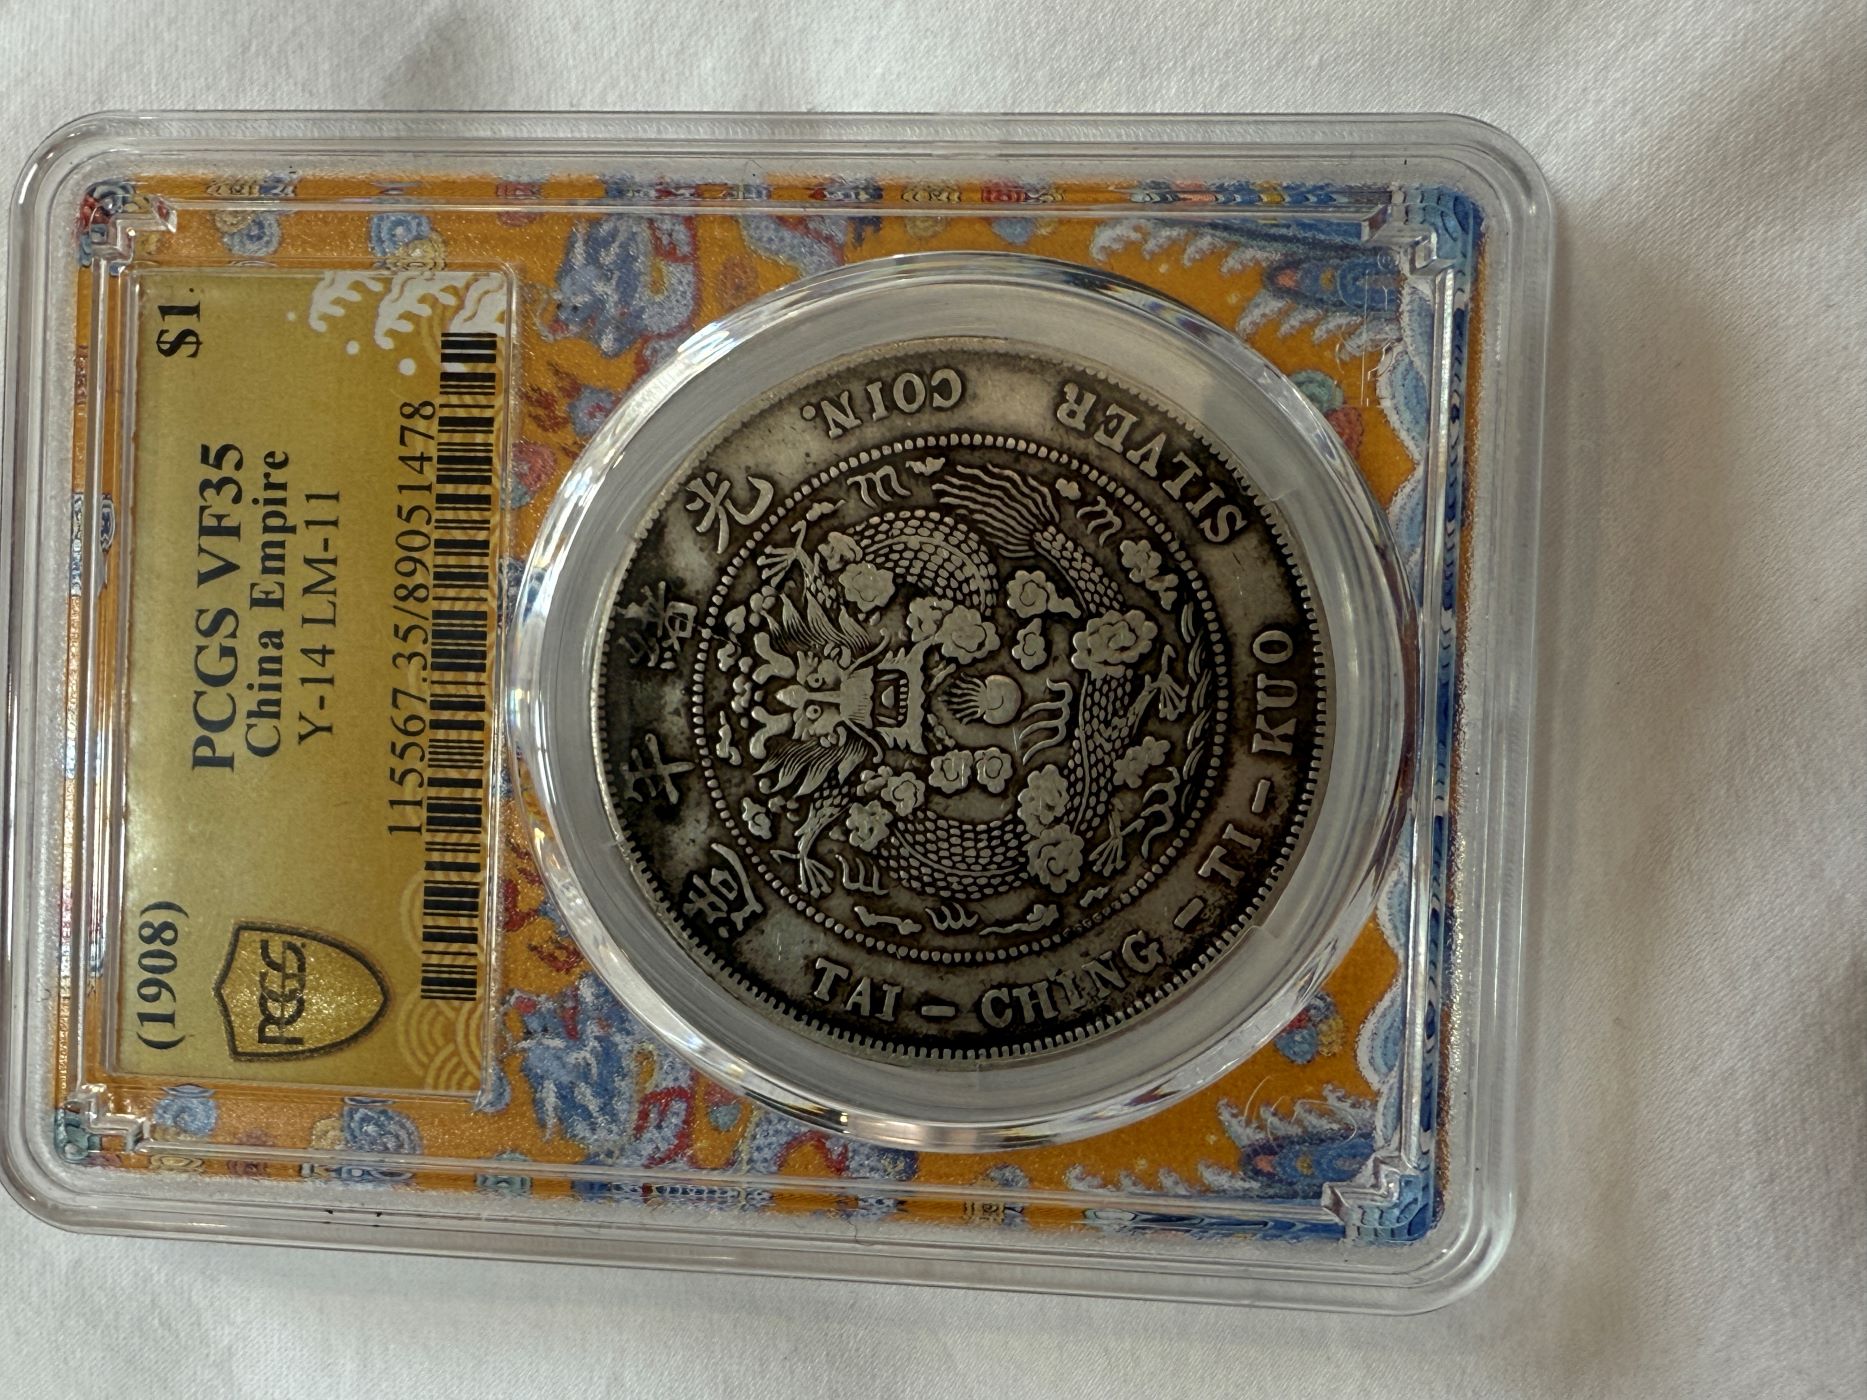 (1908) $1
PCGS VF35
China Empire
Y-14 LM-11
115567.35/89051478
PCGS
光緒年造
TAI-CHING-TI-KUO SILVER COIN.